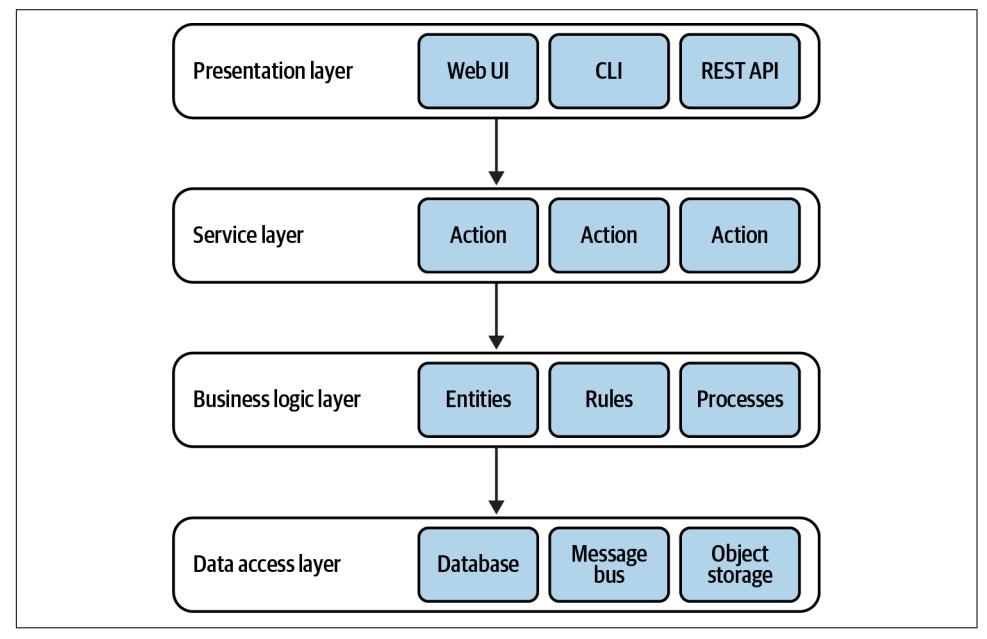 Presentation layer
Web UI
CLI
REST API
Service layer
Action
Action
Action
Business logic layer
Entities
Rules
Processes
Data access layer
Database
Message
bus
Object
storage